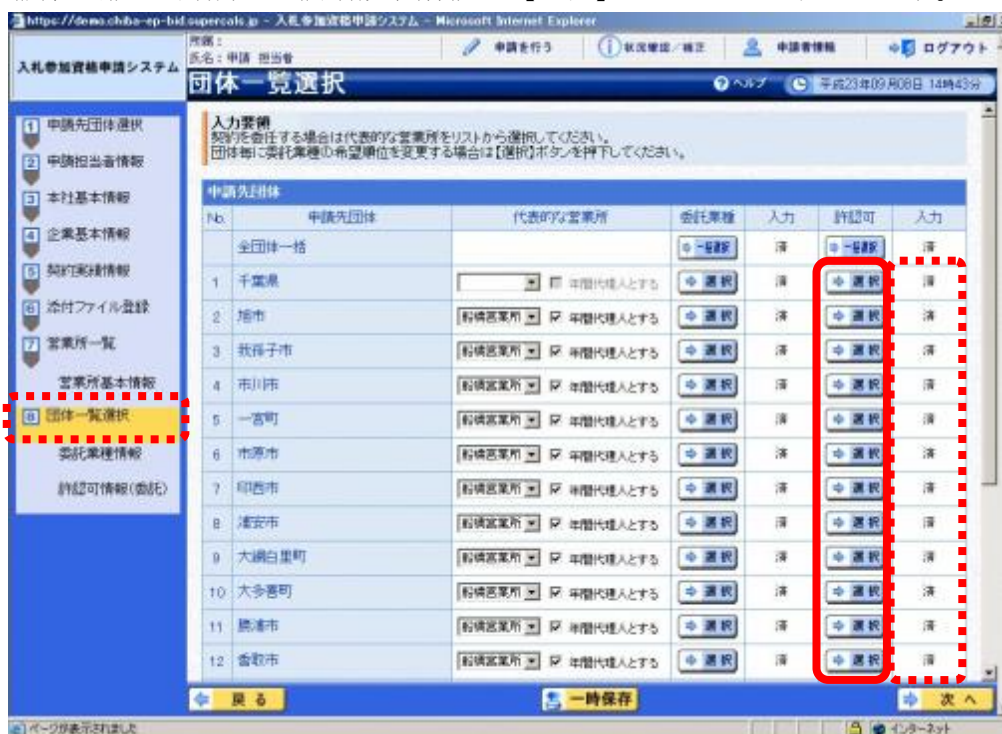 https://demo.chiba-ep-bid.supercals.jp - 入札参加資格申請システム - Microsoft Internet Explorer
入札参加資格申請システム
所属：
氏名：申請 担当者
申請を行う
状況確認／補正
申請者情報
ログアウト
団体一覧選択
ヘルプ
平成23年09月08日 14時43分
1 申請先団体選択
2 申請担当者情報
3 本社基本情報
4 企業基本情報
5 契約実績情報
6 添付ファイル登録
7 営業所一覧
営業所基本情報
8 団体一覧選択
委託業種情報
許認可情報(委託)
入力要領
契約を委任する場合は代表的な営業所をリストから選択してください。
団体毎に委託業種の希望順位を変更する場合は【選択】ボタンを押下してください。
申請先団体
No. 申請先団体 代表的な営業所 委託業種 入力 許認可 入力
全団体一括 一括選択 済 一括選択 済
1 千葉県 年間代理人とする 選択 済 選択 済
2 旭市 船橋営業所 年間代理人とする 選択 済 選択 済
3 我孫子市 船橋営業所 年間代理人とする 選択 済 選択 済
4 市川市 船橋営業所 年間代理人とする 選択 済 選択 済
5 一宮町 船橋営業所 年間代理人とする 選択 済 選択 済
6 市原市 船橋営業所 年間代理人とする 選択 済 選択 済
7 印西市 船橋営業所 年間代理人とする 選択 済 選択 済
8 浦安市 船橋営業所 年間代理人とする 選択 済 選択 済
9 大網白里町 船橋営業所 年間代理人とする 選択 済 選択 済
10 大多喜町 船橋営業所 年間代理人とする 選択 済 選択 済
11 勝浦市 船橋営業所 年間代理人とする 選択 済 選択 済
12 香取市 船橋営業所 年間代理人とする 選択 済 選択 済
戻る
一時保存
次へ
ページが表示されました
インターネット